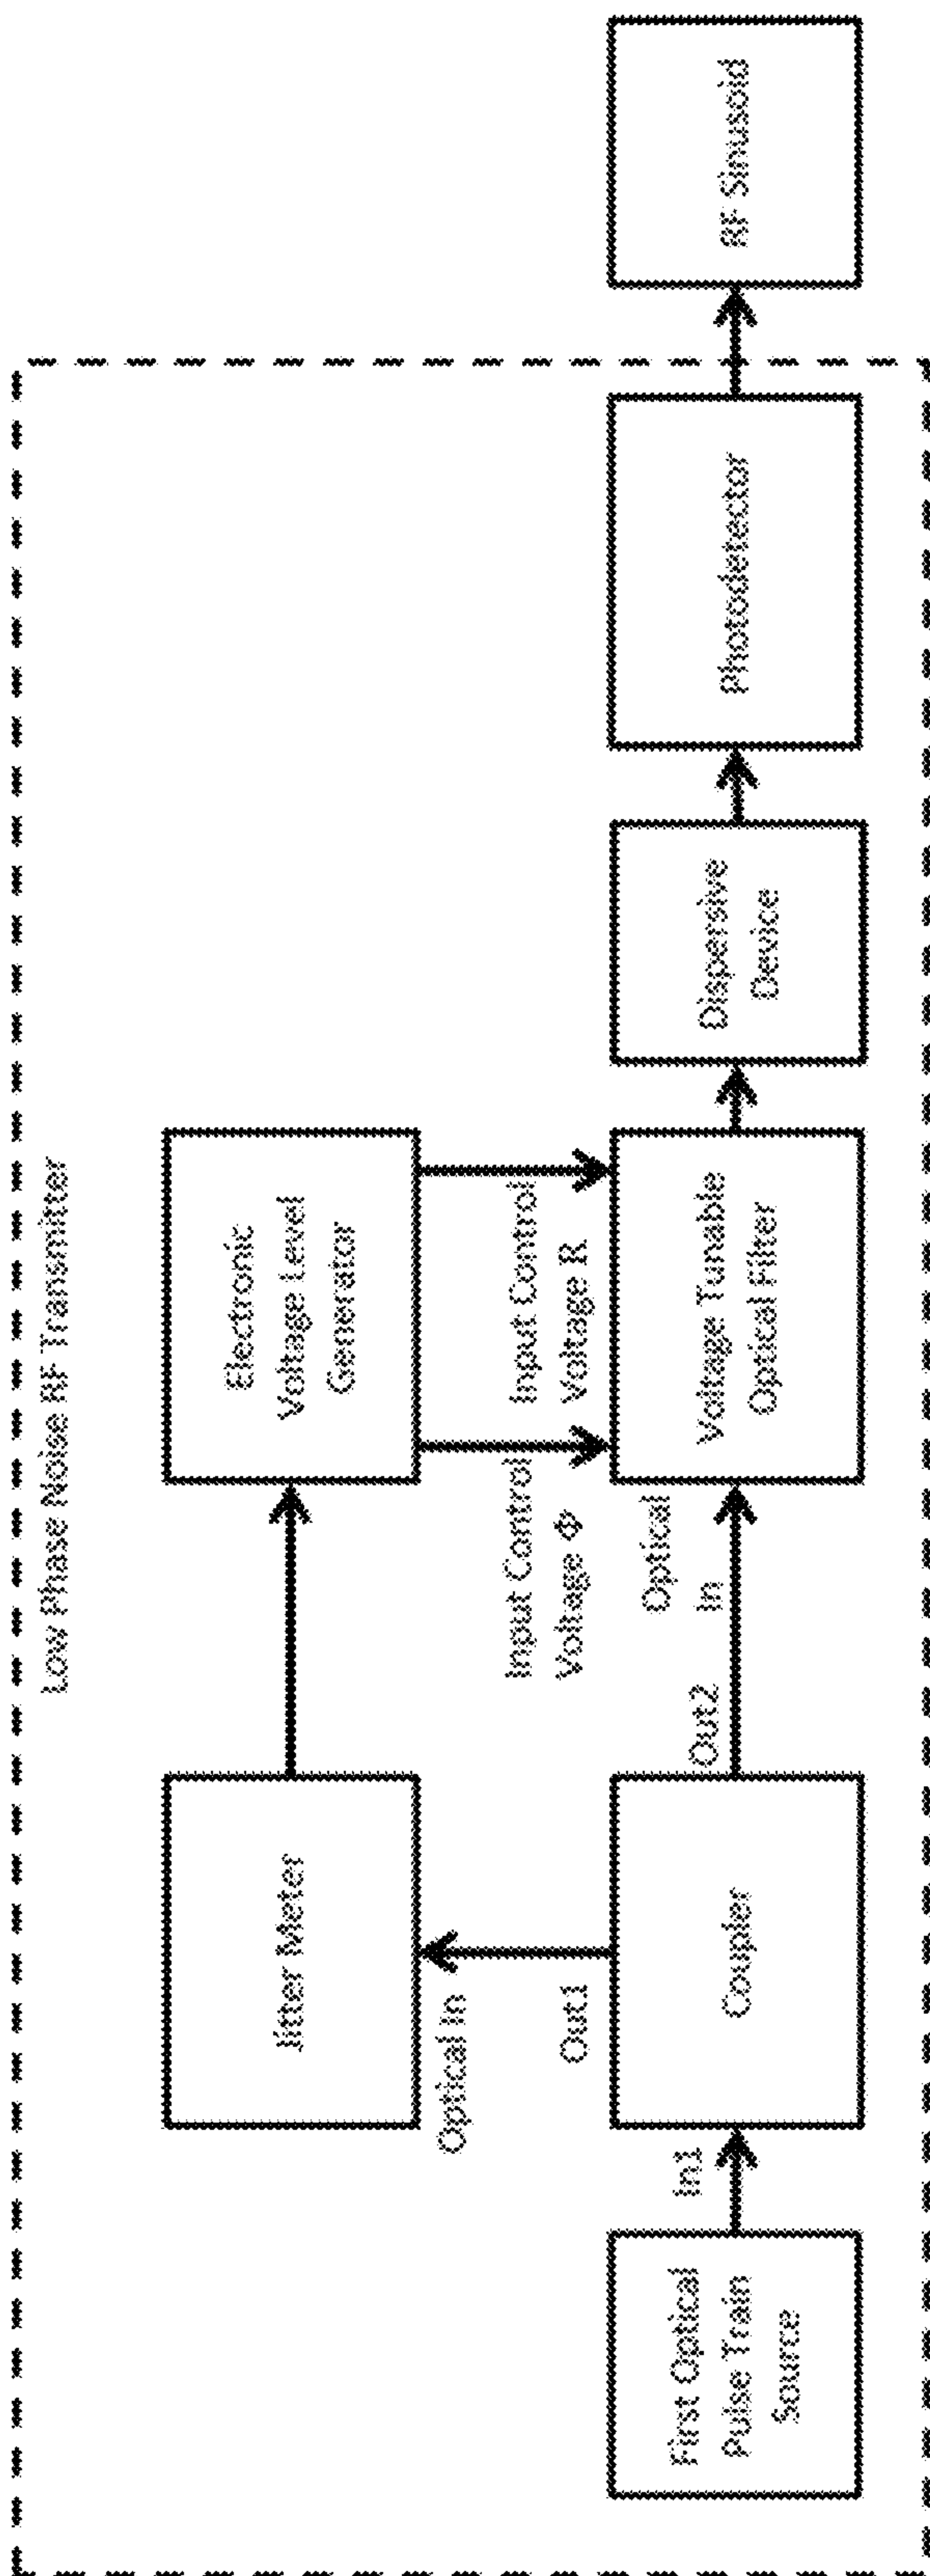 Low Phase Noise RF Transmitter
Jitter Meter
Electronic
Voltage Level
Generator
Optical In
Out1
Input Control
Voltage Φ
Input Control
Voltage R
First Optical
Pulse Train
Source
In1
Coupler
Out2
Optical
In
Voltage Tunable
Optical Filter
Dispersive
Device
Photodetector
RF Sinusoid